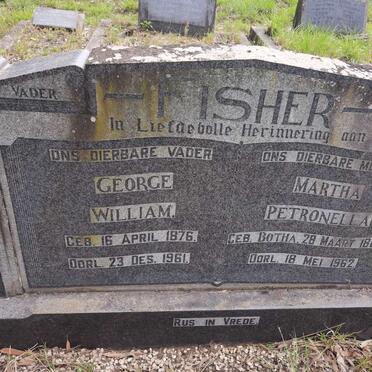 VADER
FISHER
In Liefdebolle Herinnering aan
ONS DIERBARE VADER
GEORGE
WILLIAM.
GEB. 16 APRIL 1876.
OORL. 23 DES. 1961.
ONS DIERBARE
MARTHA
PETRONELLA
GEB. BOTHA, 28 MAART
OORL. 18 MEI 1962.
RUS IN VREDE.